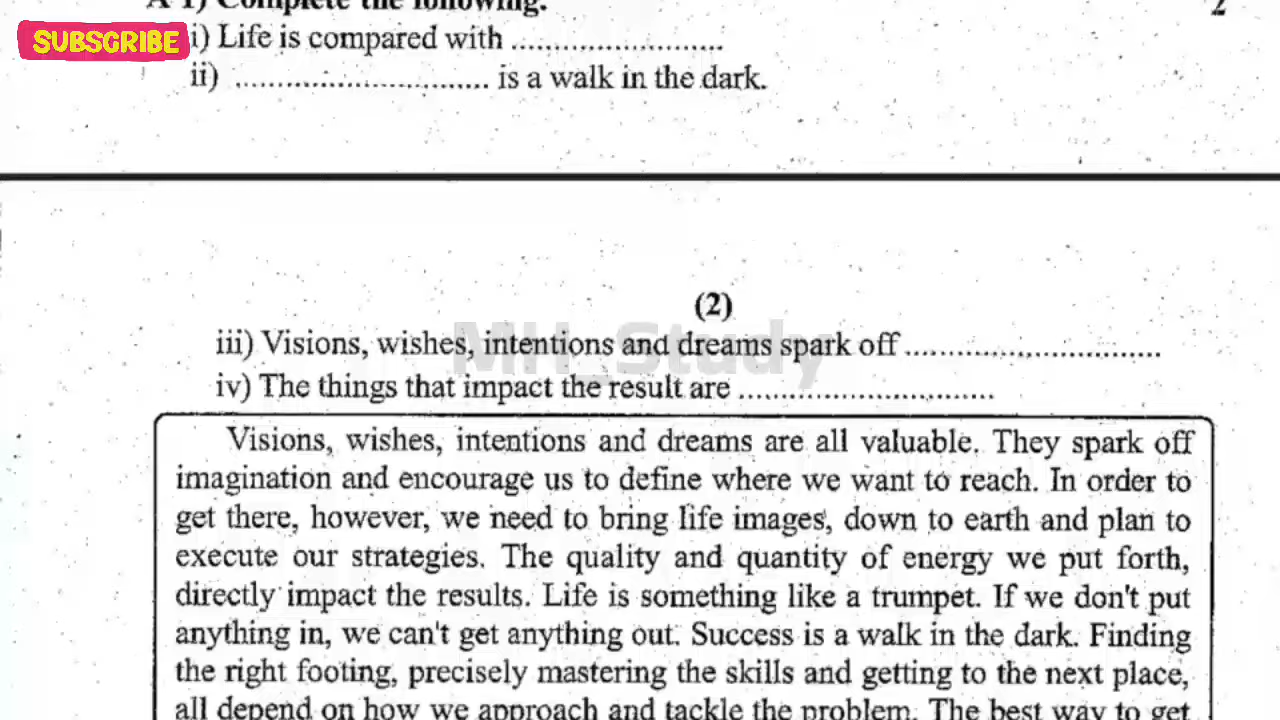 A 1) Complete the following. 2
SUBSCRIBE i) Life is compared with ........................
ii) ............................. is a walk in the dark.
(2)
MH_Study
iii) Visions, wishes, intentions and dreams spark off .............................
iv) The things that impact the result are .............................
Visions, wishes, intentions and dreams are all valuable. They spark off
imagination and encourage us to define where we want to reach. In order to
get there, however, we need to bring life images, down to earth and plan to
execute our strategies. The quality and quantity of energy we put forth,
directly impact the results. Life is something like a trumpet. If we don't put
anything in, we can't get anything out. Success is a walk in the dark. Finding
the right footing, precisely mastering the skills and getting to the next place,
all depend on how we approach and tackle the problem. The best way to get